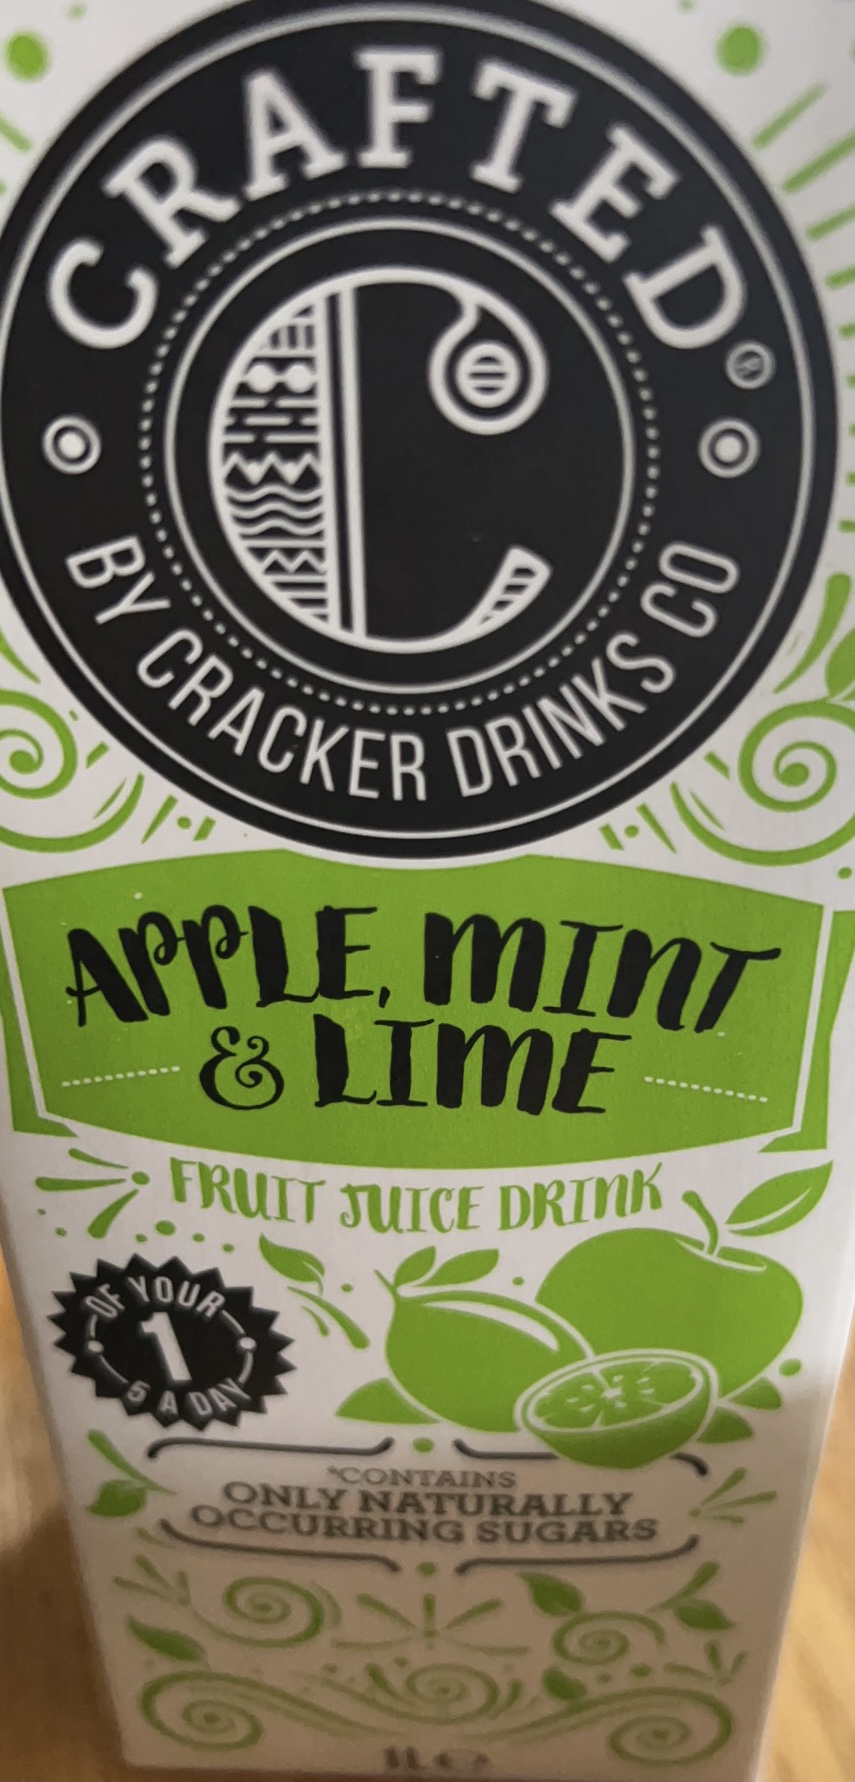 CRAFTED®
BY CRACKER DRINKS CO
APPLE, MINT
& LIME
FRUIT JUICE DRINK
OF YOUR
1
5 A DAY
*CONTAINS
ONLY NATURALLY
OCCURRING SUGARS
1L e